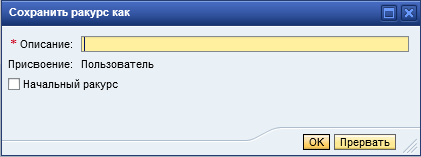 Сохранить ракурс как
* Описание:
Присвоение: Пользователь
Начальный ракурс
OK Прервать